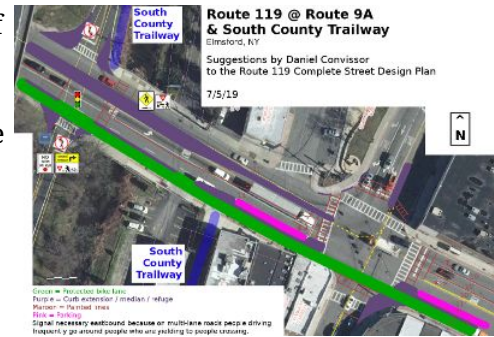 Route 119 @ Route 9A
& South County Trailway
Elmsford, NY
Suggestions by Daniel Convissor
to the Route 119 Complete Street Design Plan
7/5/19
South
County
Trailway
^
N
South
County
Trailway
Green = Protected bike lane
Purple = Curb extension / median / refuge
Maroon = Painted lines
Pink = Parking
Signal necessary eastbound because on multi-lane roads people driving
frequently go around people who are yielding to people crossing.